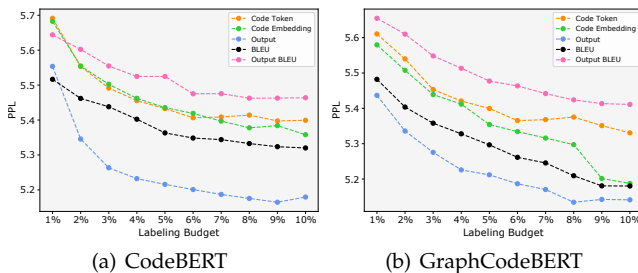 5.7
5.6
5.5
5.4
5.3
5.2
PPL
Code Token
Code Embedding
Output
BLEU
Output BLEU
1% 2% 3% 4% 5% 6% 7% 8% 9% 10%
Labeling Budget
(a) CodeBERT
5.6
5.5
5.4
5.3
5.2
PPL
Code Token
Code Embedding
Output
BLEU
Output BLEU
1% 2% 3% 4% 5% 6% 7% 8% 9% 10%
Labeling Budget
(b) GraphCodeBERT